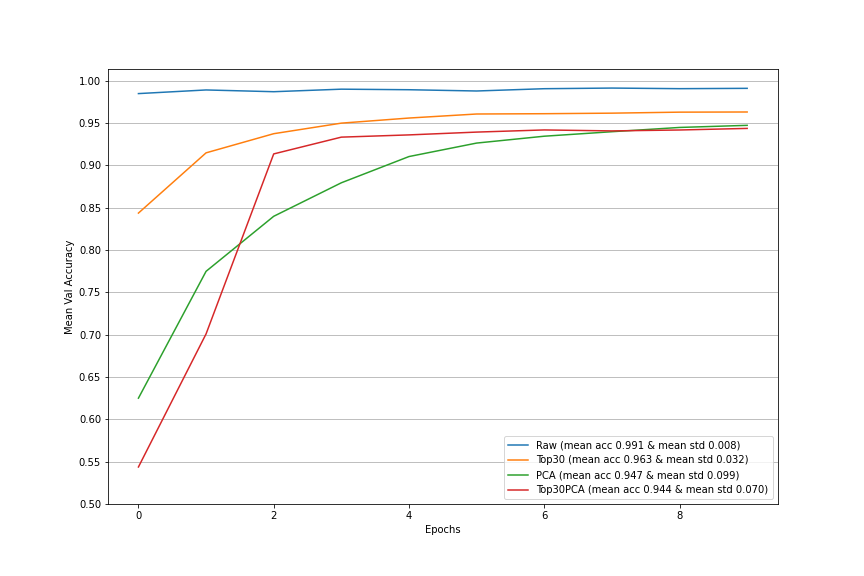 1.00
0.95
0.90
0.85
0.80
0.75
0.70
0.65
0.60
0.55
0.50
Mean Val Accuracy
Raw (mean acc 0.991 & mean std 0.008)
Top30 (mean acc 0.963 & mean std 0.032)
PCA (mean acc 0.947 & mean std 0.099)
Top30PCA (mean acc 0.944 & mean std 0.070)
0 2 4 6 8
Epochs